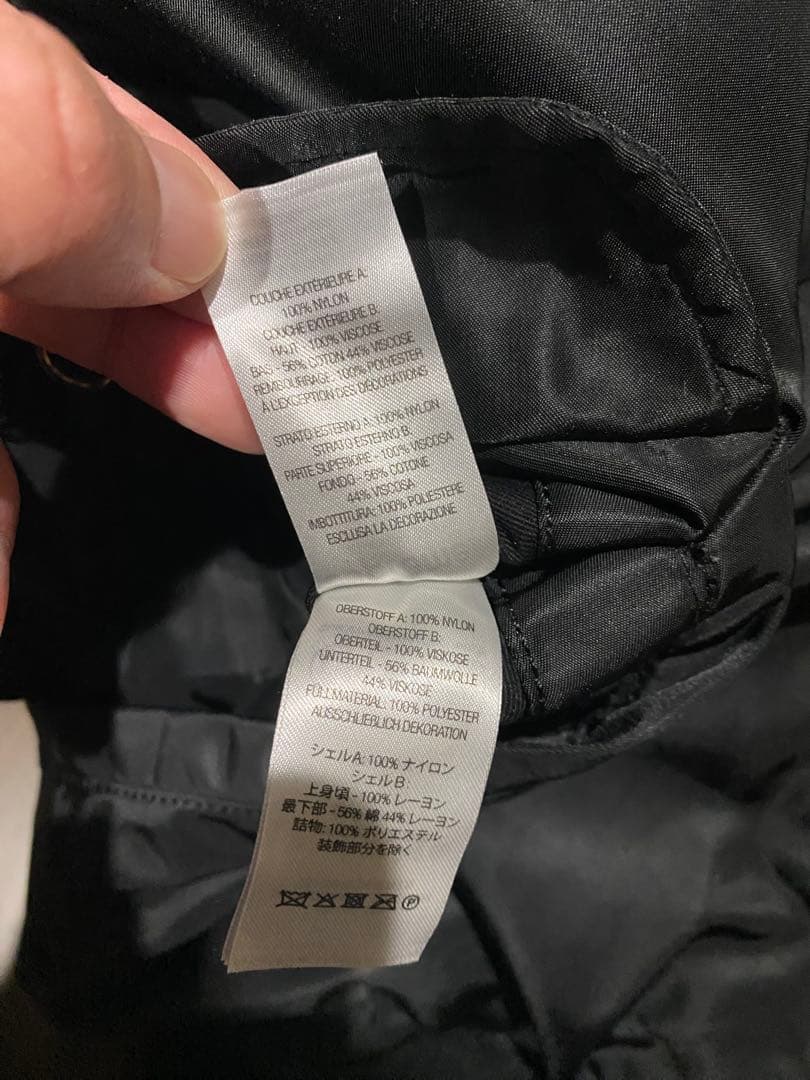 COUCHE EXTÉRIEURE A:
100% NYLON
COUCHE EXTÉRIEURE B:
HAUT - 100% VISCOSE
BAS - 56% COTON 44% VISCOSE
REMBOURRAGE: 100% POLYESTER
À L'EXCEPTION DES DÉCORATIONS
STRATO ESTERNO A: 100% NYLON
STRATO ESTERNO B:
PARTE SUPERIORE - 100% VISCOSA
FONDO - 56% COTONE
44% VISCOSA
IMBOTTITURA: 100% POLIESTERE
ESCLUSA LA DECORAZIONE
OBERSTOFF A: 100% NYLON
OBERSTOFF B:
OBERTEIL - 100% VISKOSE
UNTERTEIL - 56% BAUMWOLLE
44% VISKOSE
FÜLLMATERIAL: 100% POLYESTER
AUSSCHLIEBLICH DEKORATION
シェル A: 100% ナイロン
シェル B:
上身頃 - 100% レーヨン
最下部 - 56% 綿 44% レーヨン
詰物: 100% ポリエステル
装飾部分を除く
P